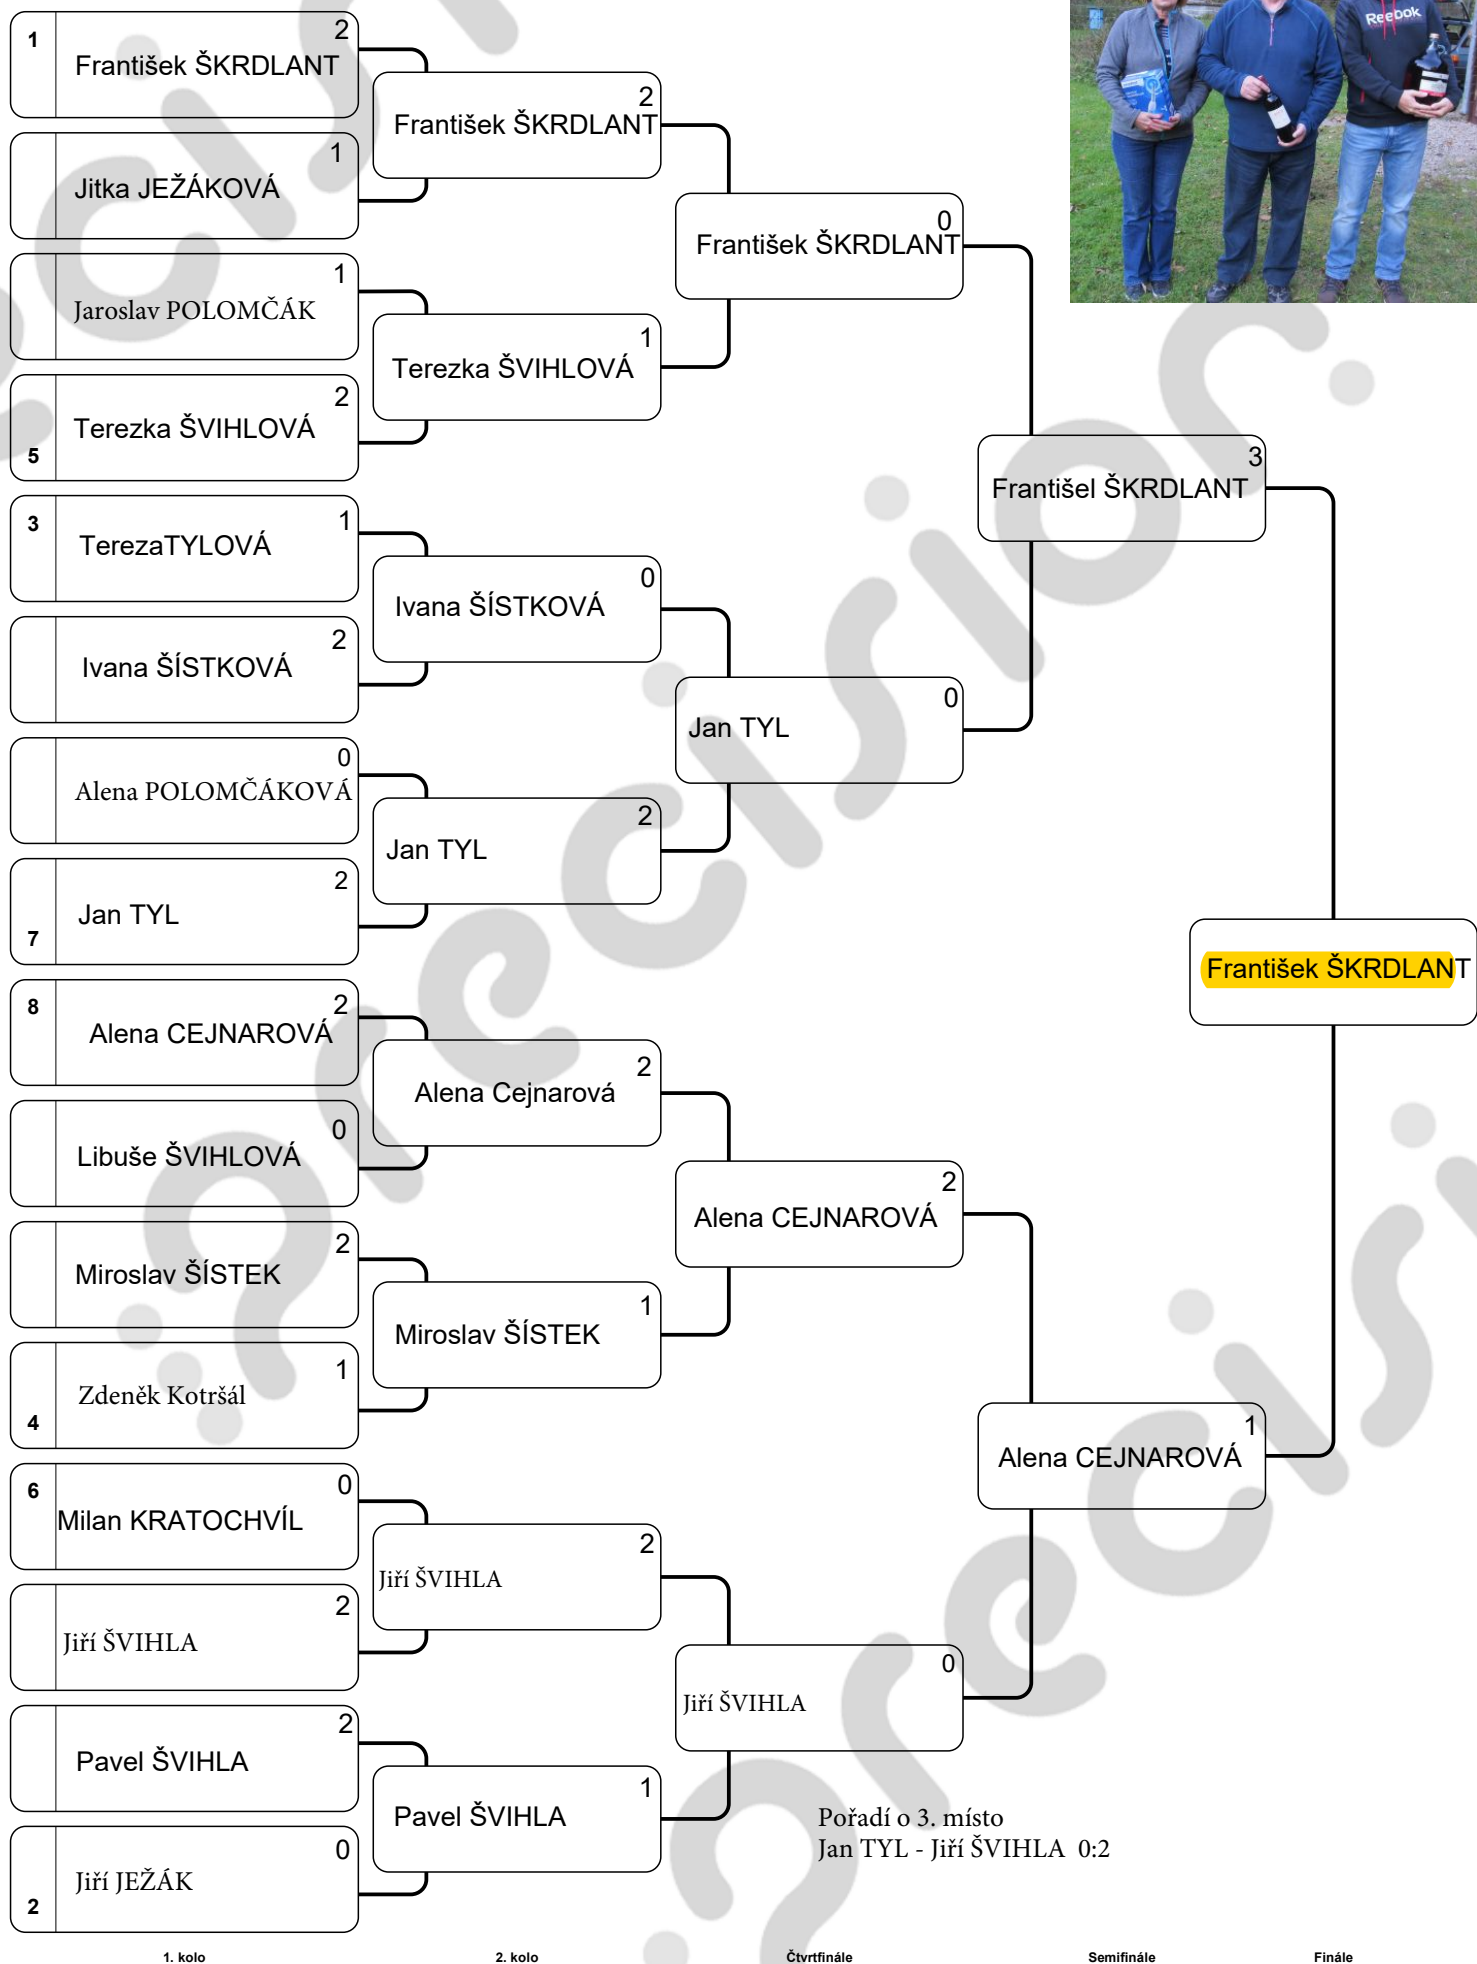 1
2
František ŠKRDLANT
1
Jitka JEŽÁKOVÁ
1
Jaroslav POLOMČÁK
2
Terezka ŠVIHLOVÁ
5
3
1
TerezaTYLOVÁ
2
Ivana ŠÍSTKOVÁ
0
Alena POLOMČÁKOVÁ
2
Jan TYL
7
8
2
Alena CEJNAROVÁ
0
Libuše ŠVIHLOVÁ
2
Miroslav ŠÍSTEK
1
Zdeněk Kotršál
4
6
0
Milan KRATOCHVÍL
2
Jiří ŠVIHLA
2
Pavel ŠVIHLA
0
Jiří JEŽÁK
2
2
František ŠKRDLANT
1
Terezka ŠVIHLOVÁ
0
Ivana ŠÍSTKOVÁ
2
Jan TYL
2
Alena Cejnarová
1
Miroslav ŠÍSTEK
2
Jiří ŠVIHLA
1
Pavel ŠVIHLA
0
František ŠKRDLANT
0
Jan TYL
2
Alena CEJNAROVÁ
0
Jiří ŠVIHLA
3
Františel ŠKRDLANT
1
Alena CEJNAROVÁ
František ŠKRDLANT
Reebok
Pořadí o 3. místo
Jan TYL - Jiří ŠVIHLA 0:2
1. kolo
2. kolo
Čtvrtfinále
Semifinále
Finále
precision
precision